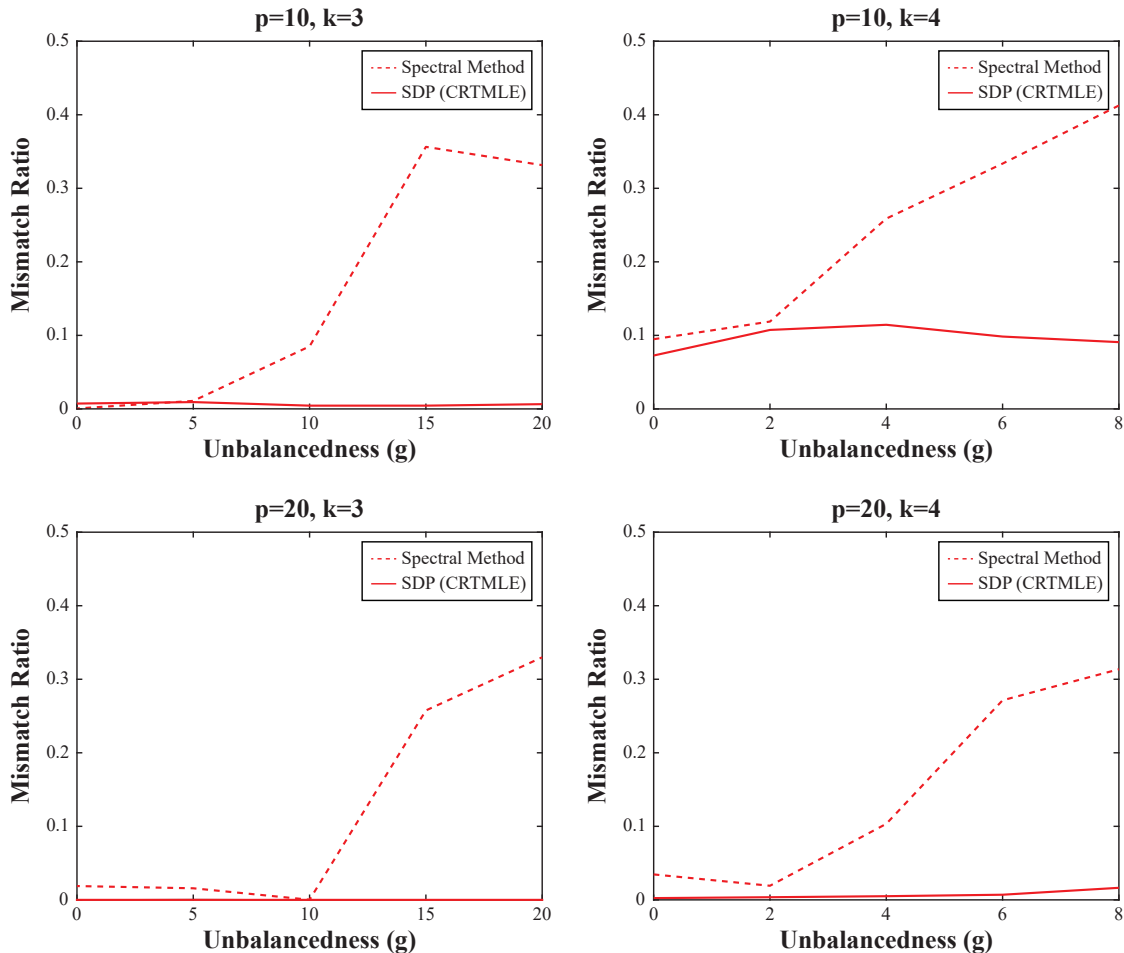 p=10, k=3
0.5
0.4
0.3
0.2
0.1
0
Mismatch Ratio
Spectral Method
SDP (CRTMLE)
0 5 10 15 20
Unbalancedness (g)
p=10, k=4
0.5
0.4
0.3
0.2
0.1
0
Mismatch Ratio
Spectral Method
SDP (CRTMLE)
0 2 4 6 8
Unbalancedness (g)
p=20, k=3
0.5
0.4
0.3
0.2
0.1
0
Mismatch Ratio
Spectral Method
SDP (CRTMLE)
0 5 10 15 20
Unbalancedness (g)
p=20, k=4
0.5
0.4
0.3
0.2
0.1
0
Mismatch Ratio
Spectral Method
SDP (CRTMLE)
0 2 4 6 8
Unbalancedness (g)